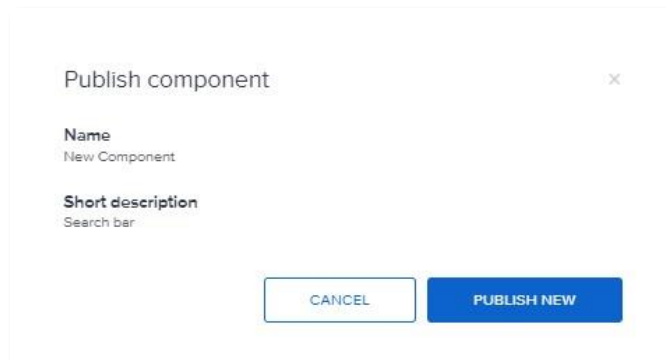 Publish component
Name
New Component
Short description
Search bar
CANCEL
PUBLISH NEW